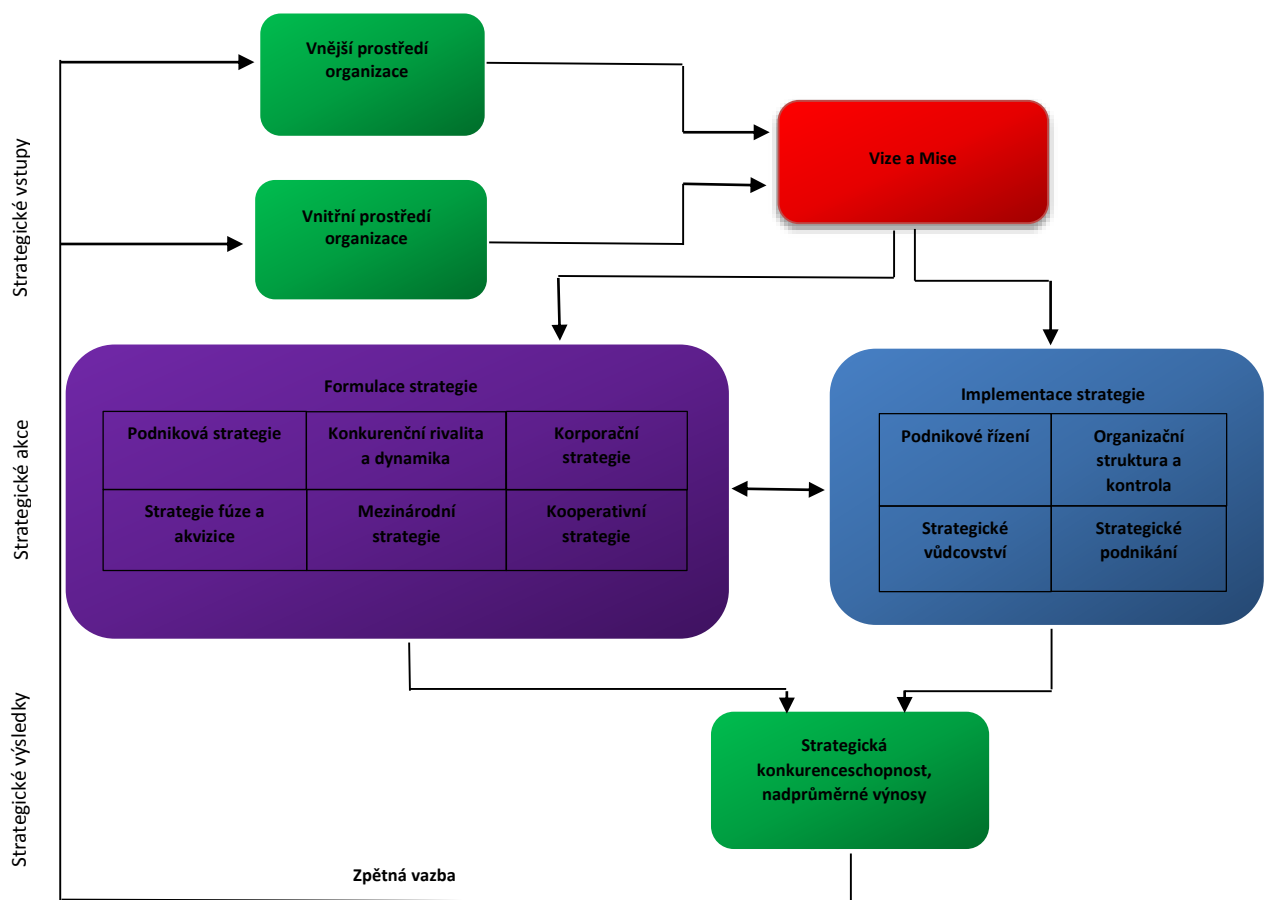 Vnější prostředí
organizace
Vize a Mise
Strategické vstupy
Vnitřní prostředí
organizace
Formulace strategie
Podniková strategie
Konkurenční rivalita
a dynamika
Korporační
strategie
Strategie fúze a
akvizice
Mezinárodní
strategie
Kooperativní
strategie
Strategické akce
Implementace strategie
Podnikové řízení
Organizační
struktura a
kontrola
Strategické
vůdcovství
Strategické
podnikání
Strategické výsledky
Strategická
konkurenceschopnost,
nadprůměrné výnosy
Zpětná vazba